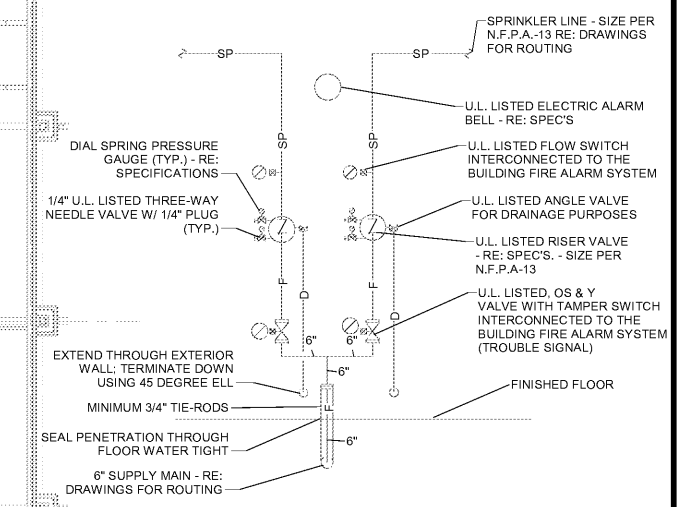 SPRINKLER LINE - SIZE PER
N.F.P.A.-13 RE: DRAWINGS
FOR ROUTING
SP
SP
U.L. LISTED ELECTRIC ALARM
BELL - RE: SPEC'S
SP
SP
DIAL SPRING PRESSURE
GAUGE (TYP.) - RE:
SPECIFICATIONS
U.L. LISTED FLOW SWITCH
INTERCONNECTED TO THE
BUILDING FIRE ALARM SYSTEM
1/4" U.L. LISTED THREE-WAY
NEEDLE VALVE W/ 1/4" PLUG
(TYP.)
U.L. LISTED ANGLE VALVE
FOR DRAINAGE PURPOSES
U.L. LISTED RISER VALVE
- RE: SPEC'S. - SIZE PER
N.F.P.A-13
F
D
F
D
U.L. LISTED, OS & Y
VALVE WITH TAMPER SWITCH
INTERCONNECTED TO THE
BUILDING FIRE ALARM SYSTEM
(TROUBLE SIGNAL)
6"
6"
EXTEND THROUGH EXTERIOR
WALL; TERMINATE DOWN
USING 45 DEGREE ELL
6"
FINISHED FLOOR
MINIMUM 3/4" TIE-RODS
F
SEAL PENETRATION THROUGH
FLOOR WATER TIGHT
6"
6" SUPPLY MAIN - RE:
DRAWINGS FOR ROUTING